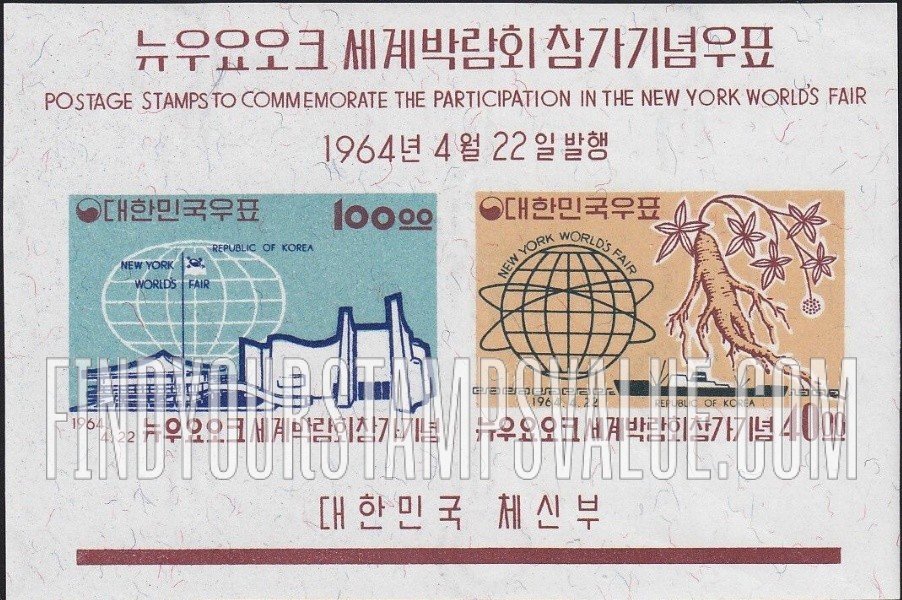 뉴우요오크 세계박람회 참가기념우표
POSTAGE STAMPS TO COMMEMORATE THE PARTICIPATION IN THE NEW YORK WORLD'S FAIR
1964년 4월 22일 발행
대한민국우표 100.00
REPUBLIC OF KOREA
NEW YORK
WORLD'S FAIR
1964
4.22 뉴우요오크 세계박람회참가기념
대한민국우표
NEW YORK WORLD'S FAIR
1964.4.22
REPUBLIC OF KOREA
뉴우요오크 세계박람회참가기념 40.00
FINDYOURSTAMPSVALUE.COM
대한민국 체신부